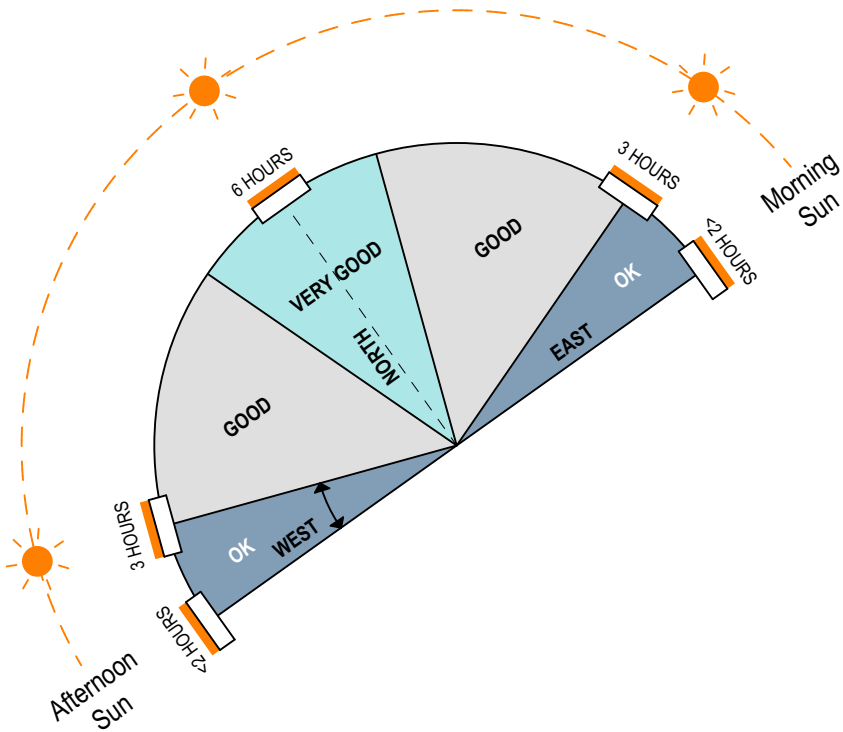 6 HOURS
3 HOURS
Morning
Sun
<2 HOURS
GOOD
VERY GOOD
OK
NORTH
EAST
GOOD
3 HOURS
OK
WEST
<2 HOURS
Afternoon
Sun